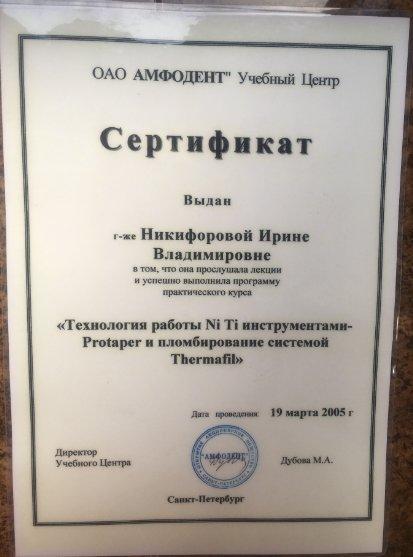 ОАО АМФОДЕНТ" Учебный Центр
Сертификат
Выдан
г-же Никифоровой Ирине
Владимировне
в том, что она прослушала лекции
и успешно выполнила программу
практического курса
«Технология работы Ni Ti инструментами-
Protaper и пломбирование системой
Thermafil»
Дата проведения 19 марта 2005 г
Директор
Учебного Центра
"АМФОДЕНТ"
Дубова М.А.
Санкт-Петербург